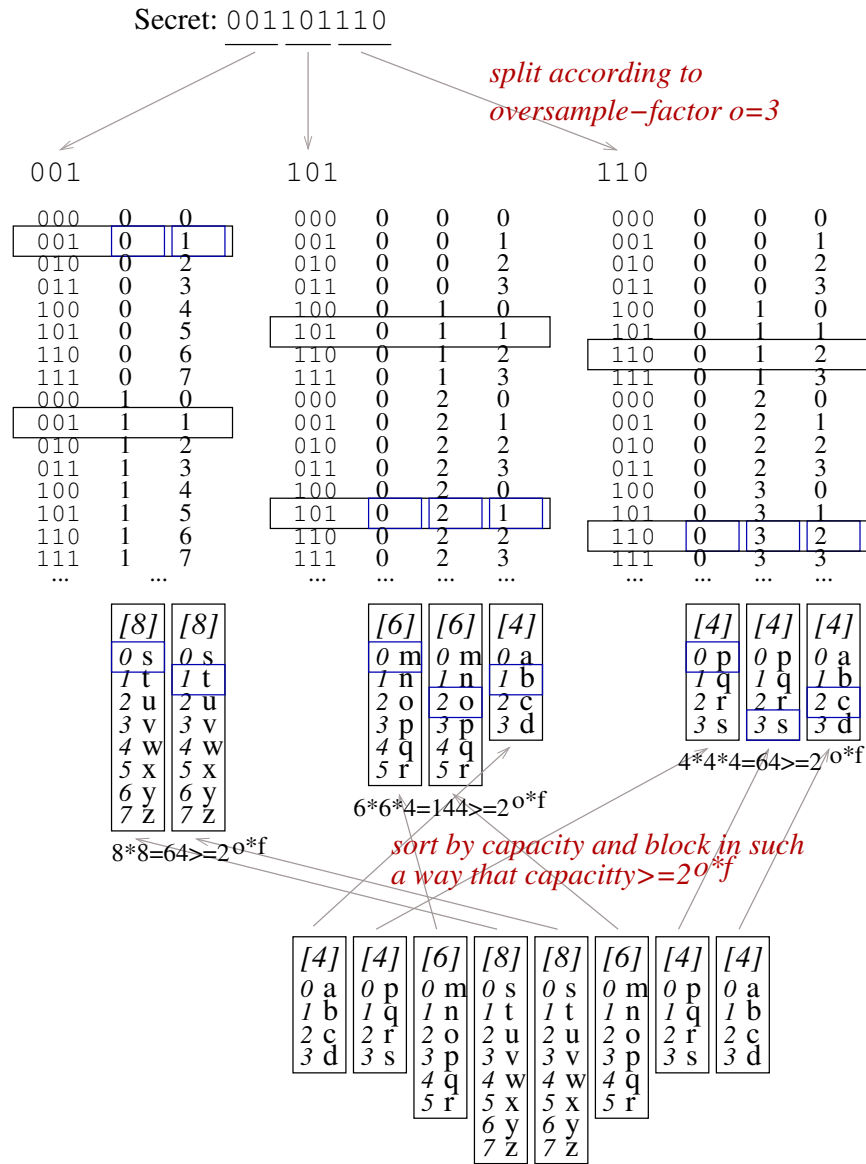 Secret: 001101110
split according to
oversample−factor o=3
001 101 110
000 0 0 000 0 0 0 000 0 0 0
001 0 1 001 0 0 1 001 0 0 1
010 0 2 010 0 0 2 010 0 0 2
011 0 3 011 0 0 3 011 0 0 3
100 0 4 100 0 1 0 100 0 1 0
101 0 5 101 0 1 1 101 0 1 1
110 0 6 110 0 1 2 110 0 1 2
111 0 7 111 0 1 3 111 0 1 3
000 1 0 000 0 2 0 000 0 2 0
001 1 1 001 0 2 1 001 0 2 1
010 1 2 010 0 2 2 010 0 2 2
011 1 3 011 0 2 3 011 0 2 3
100 1 4 100 0 2 0 100 0 3 0
101 1 5 101 0 2 1 101 0 3 1
110 1 6 110 0 2 2 110 0 3 2
111 1 7 111 0 2 3 111 0 3 3
... ... ... ... ... ... ... ... ... ...
[8] [8] [6] [6] [4] [4] [4] [4]
0 s 0 s 0 m 0 m 0 a 0 p 0 p 0 a
1 t 1 t 1 n 1 n 1 b 1 q 1 q 1 b
2 u 2 u 2 o 2 o 2 c 2 r 2 r 2 c
3 v 3 v 3 p 3 p 3 d 3 s 3 s 3 d
4 w 4 w 4 q 4 q
5 x 5 x 5 r 5 r
6 y 6 y
7 z 7 z
4*4*4=64>=2^o*f
6*6*4=144>=2^o*f
8*8=64>=2^o*f
sort by capacity and block in such
a way that capacitty>=2^o*f
[4] [4] [6] [8] [8] [6] [4] [4]
0 a 0 p 0 m 0 s 0 s 0 m 0 p 0 a
1 b 1 q 1 n 1 t 1 t 1 n 1 q 1 b
2 c 2 r 2 o 2 u 2 u 2 o 2 r 2 c
3 d 3 s 3 p 3 v 3 v 3 p 3 s 3 d
4 q 4 w 4 w 4 q
5 r 5 x 5 x 5 r
6 y 6 y
7 z 7 z